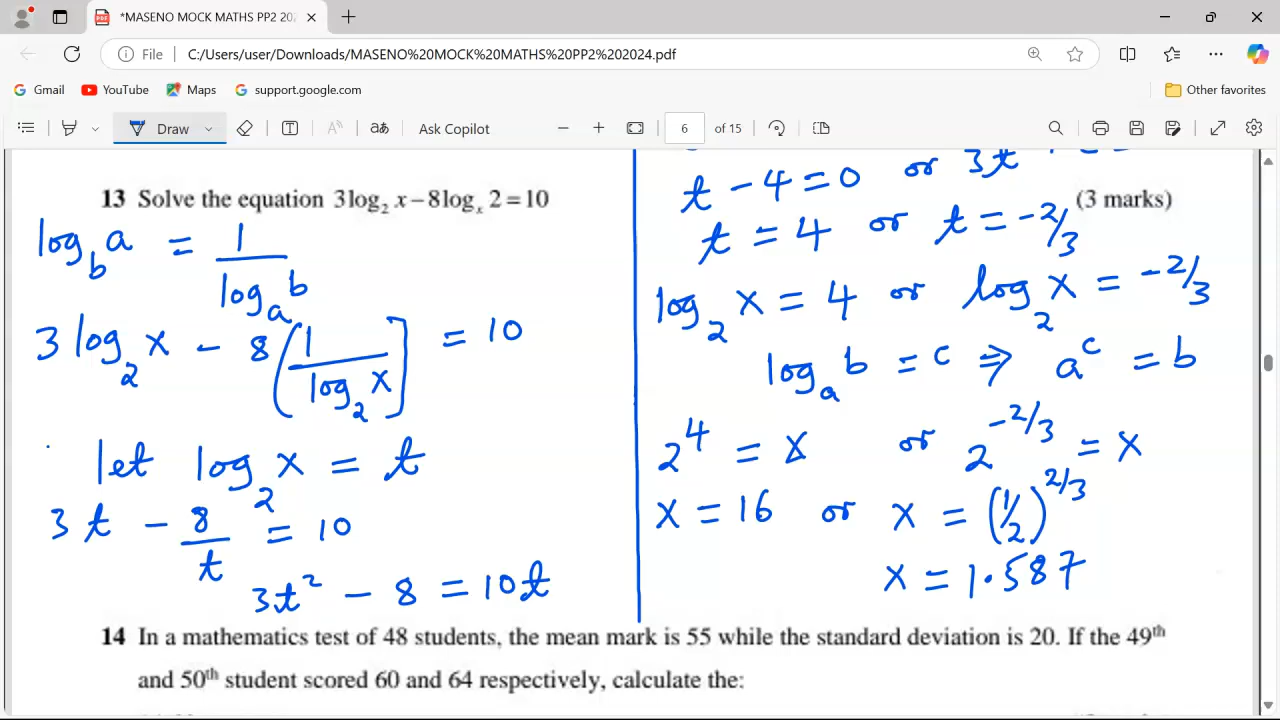 *MASENO MOCK MATHS PP2 202
File C:/Users/user/Downloads/MASENO%20MOCK%20MATHS%20PP2%202024.pdf
Gmail YouTube Maps support.google.com Other favorites
Draw Ask Copilot 6 of 15
13 Solve the equation 3log₂ x − 8logₓ 2 = 10 (3 marks)
log_b a = 1/log_a b
3 log₂ x − 8(1/log₂ x] = 10
let log₂ x = t
3t − 8/t = 10
3t² − 8 = 10t
t − 4 = 0 or 3t
t = 4 or t = −2/3
log₂ x = 4 or log₂ x = −2/3
log_a b = c ⇒ a^c = b
2⁴ = x or 2^(−2/3) = x
x = 16 or x = (1/2)^(2/3)
x = 1.587
14 In a mathematics test of 48 students, the mean mark is 55 while the standard deviation is 20. If the 49th
and 50th student scored 60 and 64 respectively, calculate the: